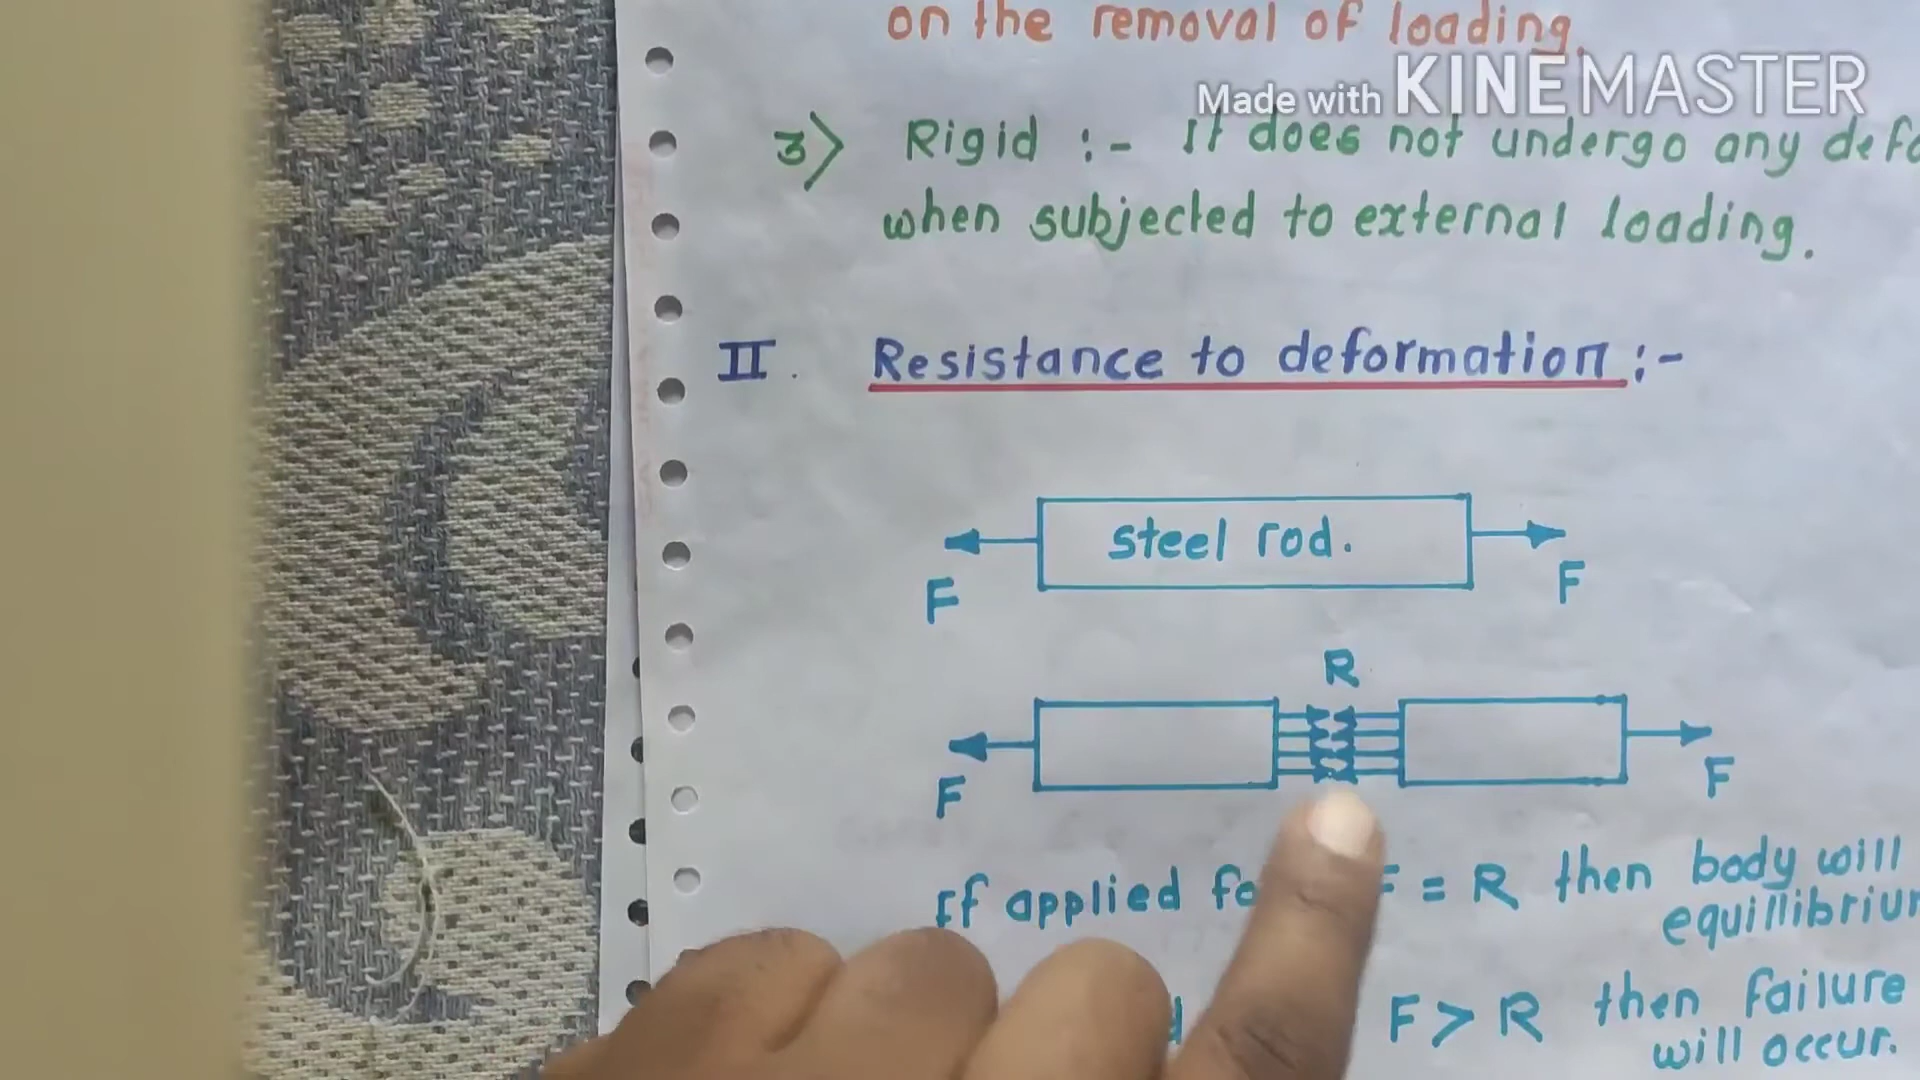 on the removal of loading.
Made with KINEMASTER
3> Rigid :- It does not undergo any
when subjected to external loading.
II. Resistance to deformation :-
steel rod.
F F
R
F F
If applied = R then body will
F > R then failure
will occur.